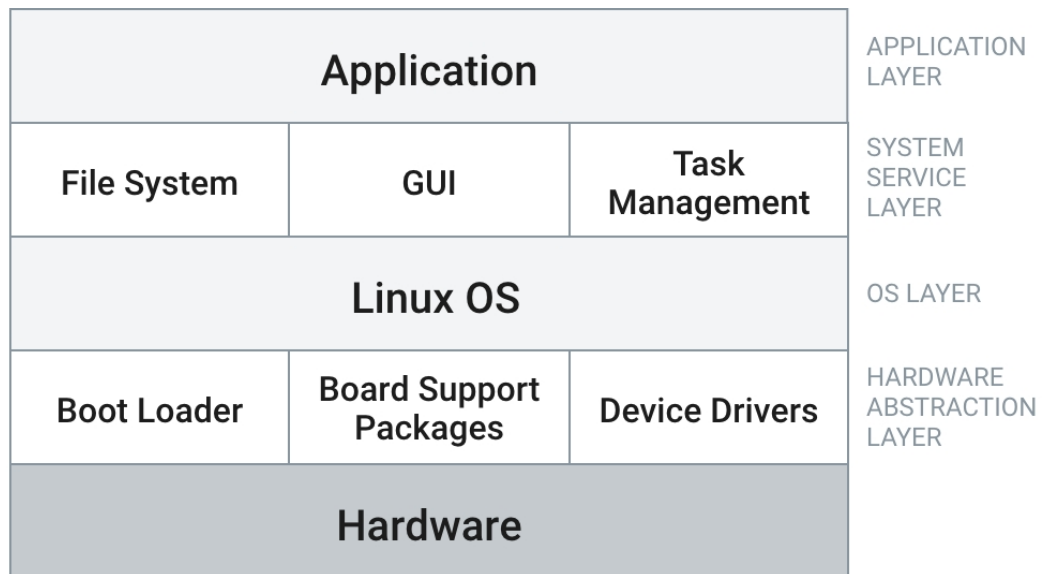 Application
APPLICATION
LAYER
File System
GUI
Task
Management
SYSTEM
SERVICE
LAYER
Linux OS
OS LAYER
Boot Loader
Board Support
Packages
Device Drivers
HARDWARE
ABSTRACTION
LAYER
Hardware